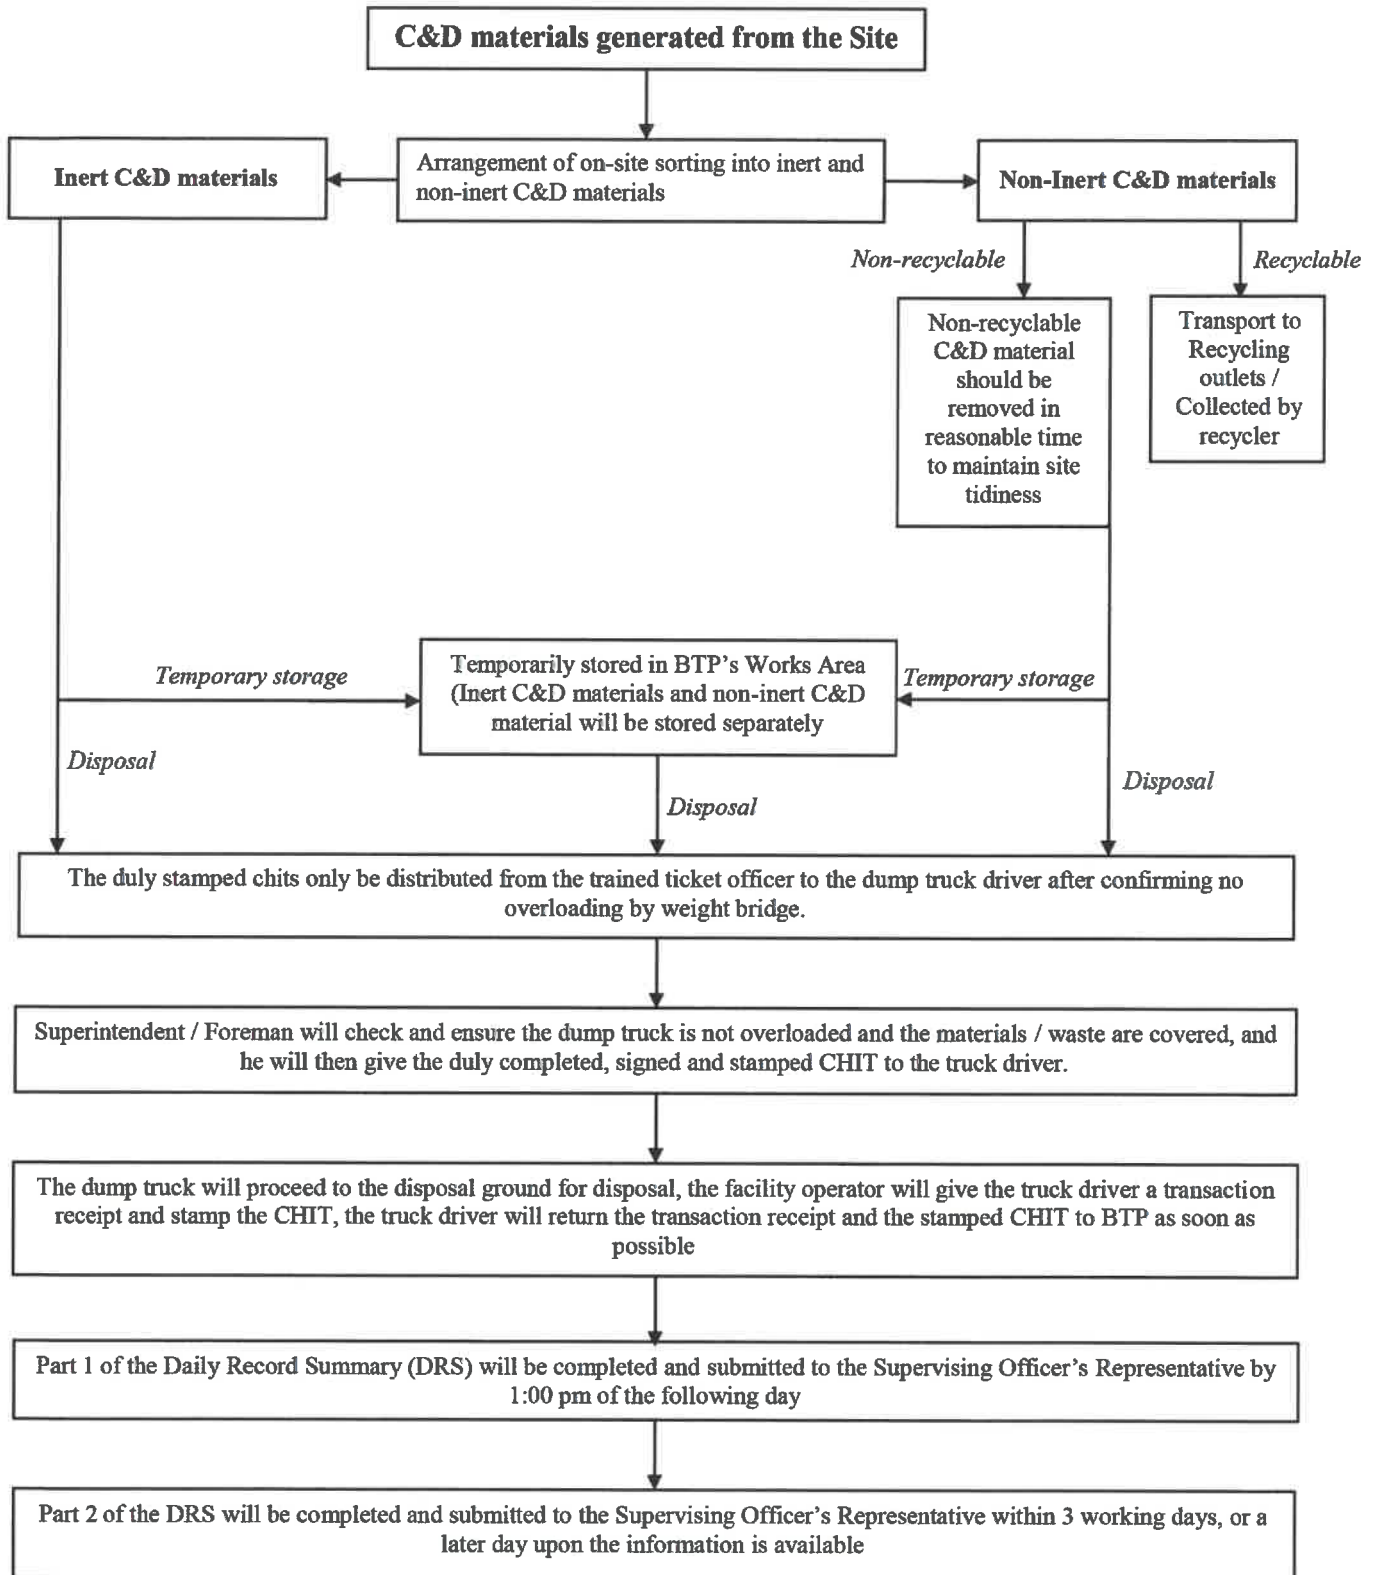 C&D materials generated from the Site
Inert C&D materials
Arrangement of on-site sorting into inert and
non-inert C&D materials
Non-Inert C&D materials
Non-recyclable
Recyclable
Non-recyclable
C&D material
should be
removed in
reasonable time
to maintain site
tidiness
Transport to
Recycling
outlets /
Collected by
recycler
Temporary storage
Temporarily stored in BTP's Works Area
(Inert C&D materials and non-inert C&D
material will be stored separately
Temporary storage
Disposal
Disposal
Disposal
The duly stamped chits only be distributed from the trained ticket officer to the dump truck driver after confirming no
overloading by weight bridge.
Superintendent / Foreman will check and ensure the dump truck is not overloaded and the materials / waste are covered, and
he will then give the duly completed, signed and stamped CHIT to the truck driver.
The dump truck will proceed to the disposal ground for disposal, the facility operator will give the truck driver a transaction
receipt and stamp the CHIT, the truck driver will return the transaction receipt and the stamped CHIT to BTP as soon as
possible
Part 1 of the Daily Record Summary (DRS) will be completed and submitted to the Supervising Officer's Representative by
1:00 pm of the following day
Part 2 of the DRS will be completed and submitted to the Supervising Officer's Representative within 3 working days, or a
later day upon the information is available